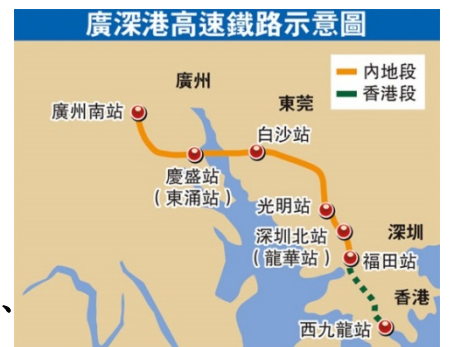 廣深港高速鐵路示意圖
內地段
香港段
廣州
東莞
廣州南站
白沙站
慶盛站
（東涌站）
光明站
深圳北站
（龍華站）
深圳
福田站
香港
西九龍站
、